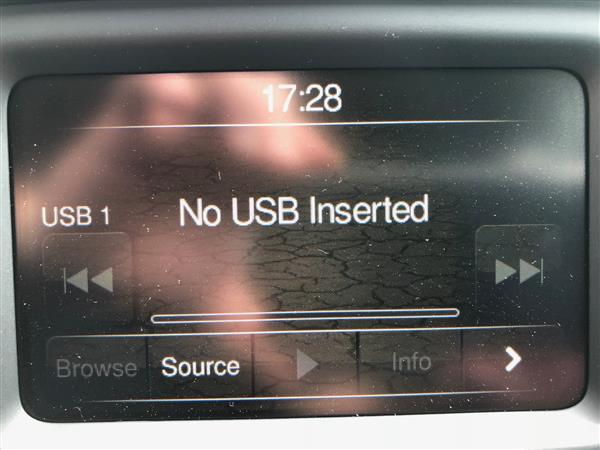 17:28
USB 1
No USB Inserted
Browse
Source
Info